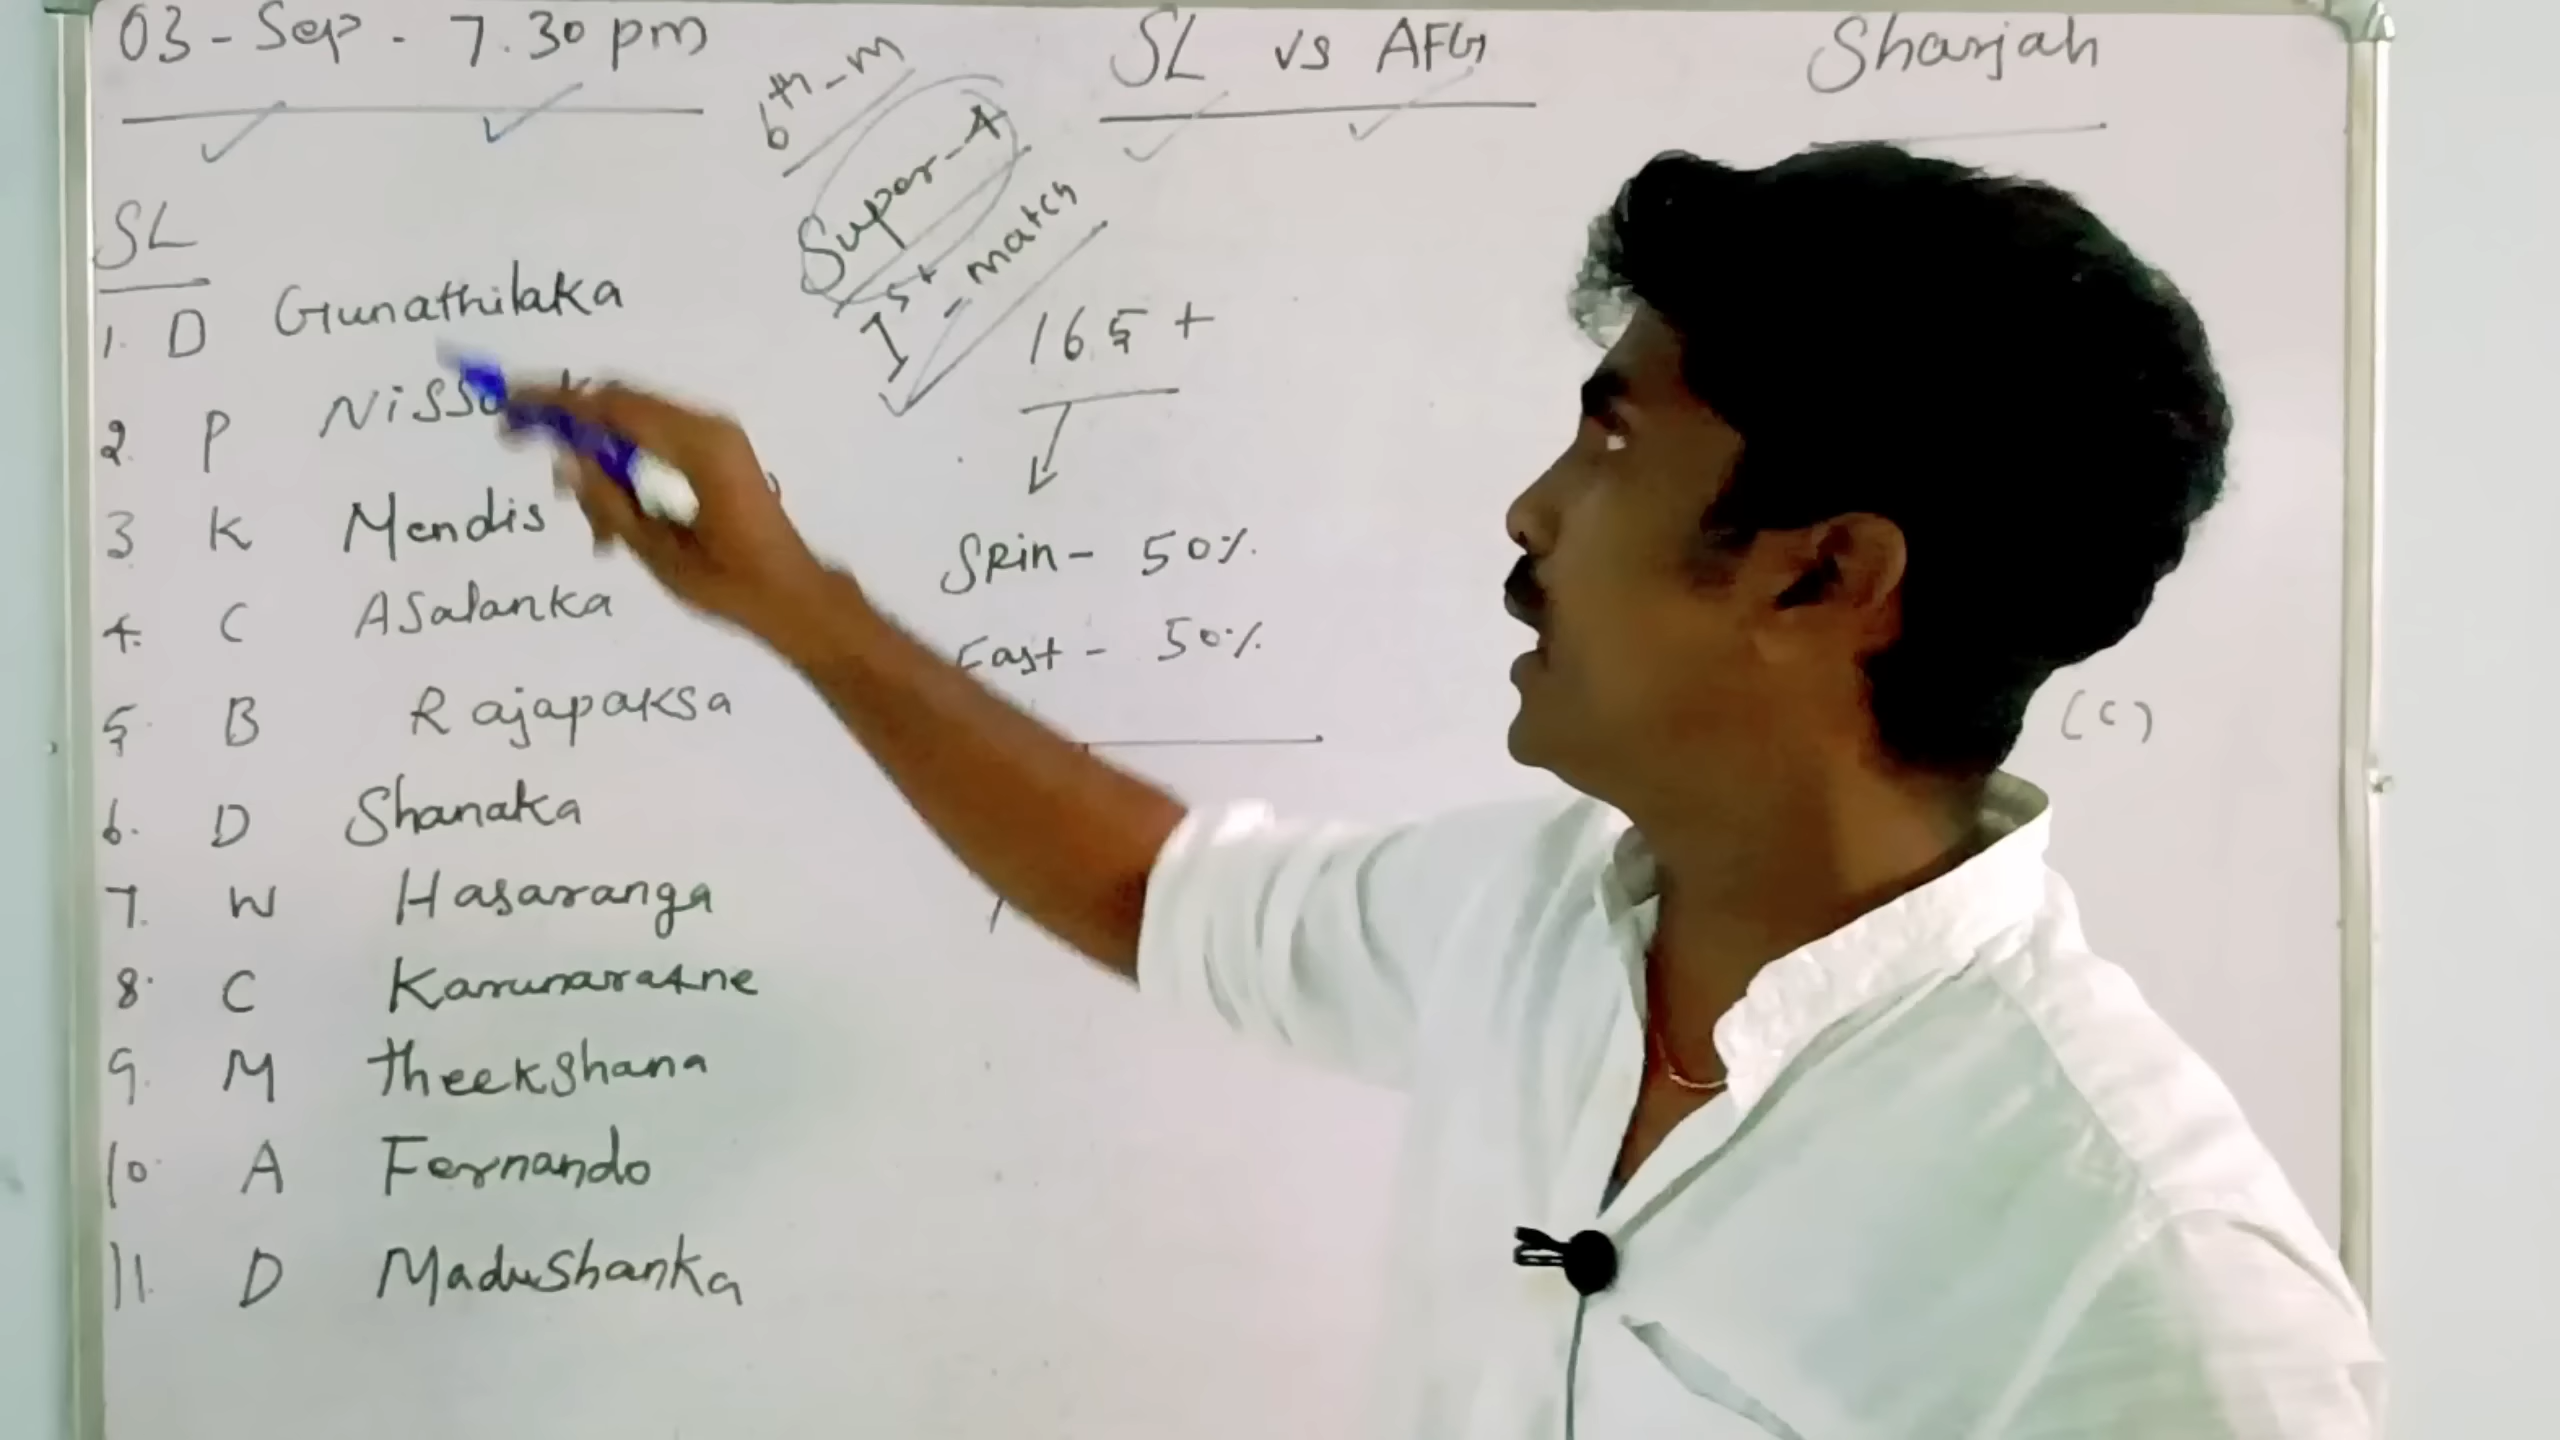 03 - Sep - 7.30 pm
SL vs AFG
Sharjah
6th - M
Super-4
1st - match
165 +
Spin - 50%
Fast - 50%
(C)
SL
1. D Gunathilaka
2. P
3 K Mendis
4. C Asalanka
5. B Rajapaksa
6. D Shanaka
7. W Hasaranga
8. C Karunaratne
9. M theekshana
10. A Fernando
11. D Madushanka